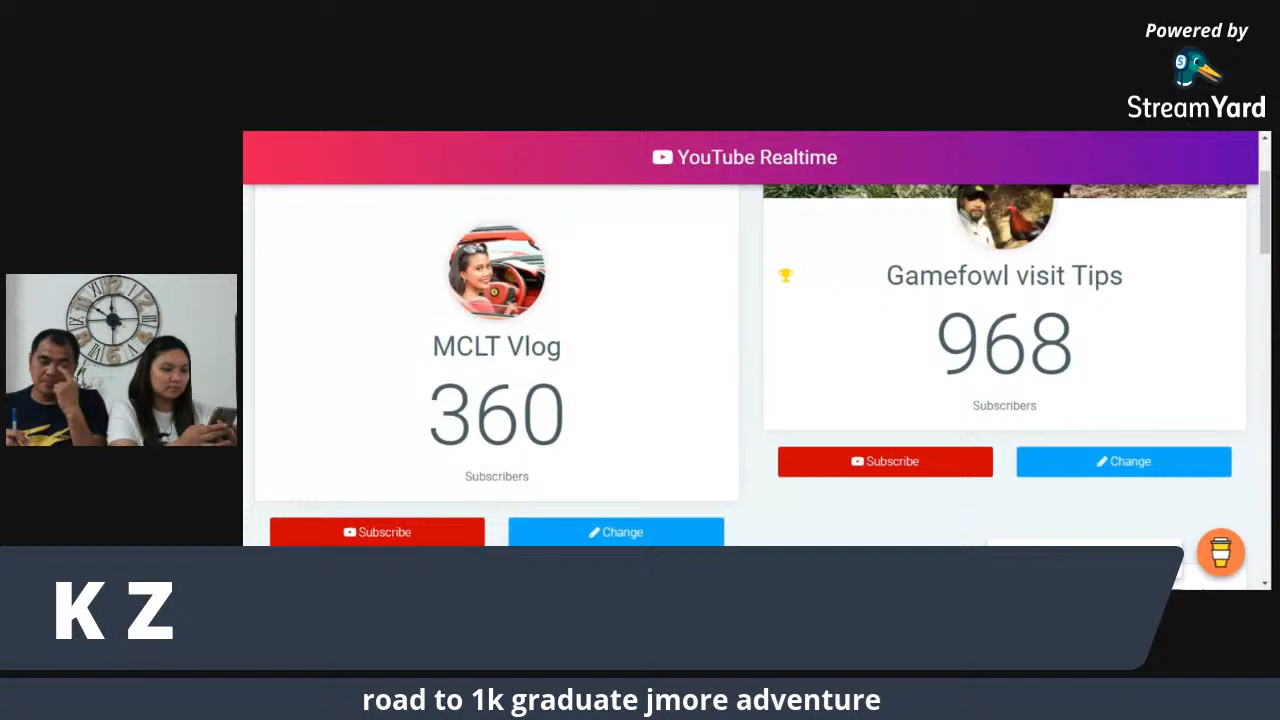 Powered by
StreamYard
YouTube Realtime
MCLT Vlog
360
Subscribers
Subscribe
Change
Gamefowl visit Tips
968
Subscribers
Subscribe
Change
K Z
road to 1k graduate jmore adventure